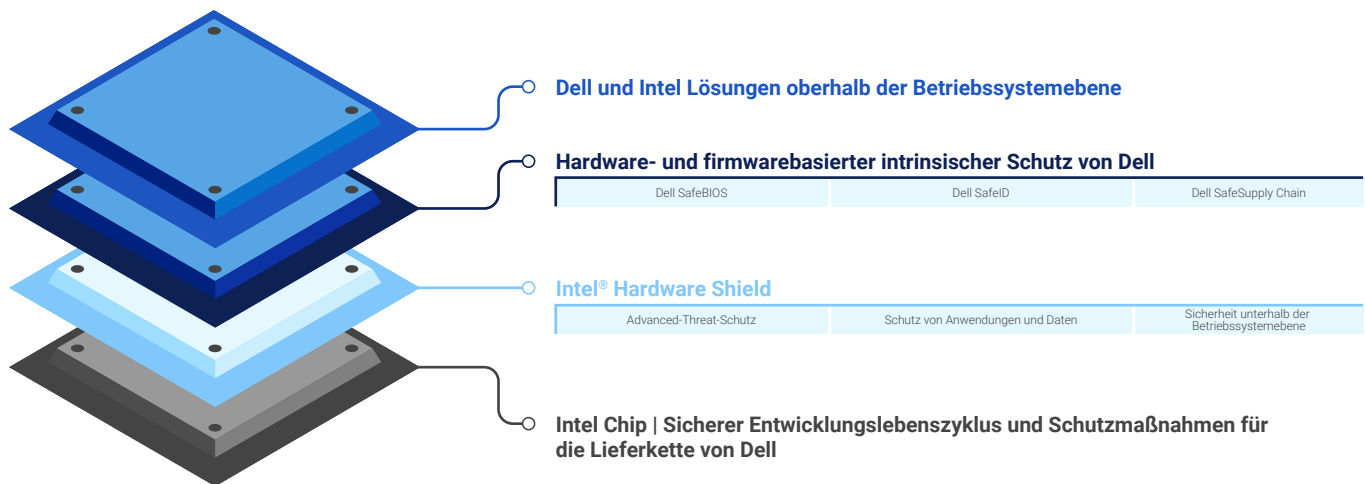 Dell und Intel Lösungen oberhalb der Betriebssystemebene
Hardware- und firmwarebasierter intrinsischer Schutz von Dell
Dell SafeBIOS
Dell SafeID
Dell SafeSupply Chain
Intel® Hardware Shield
Advanced-Threat-Schutz
Schutz von Anwendungen und Daten
Sicherheit unterhalb der
Betriebssystemebene
Intel Chip | Sicherer Entwicklungslebenszyklus und Schutzmaßnahmen für
die Lieferkette von Dell